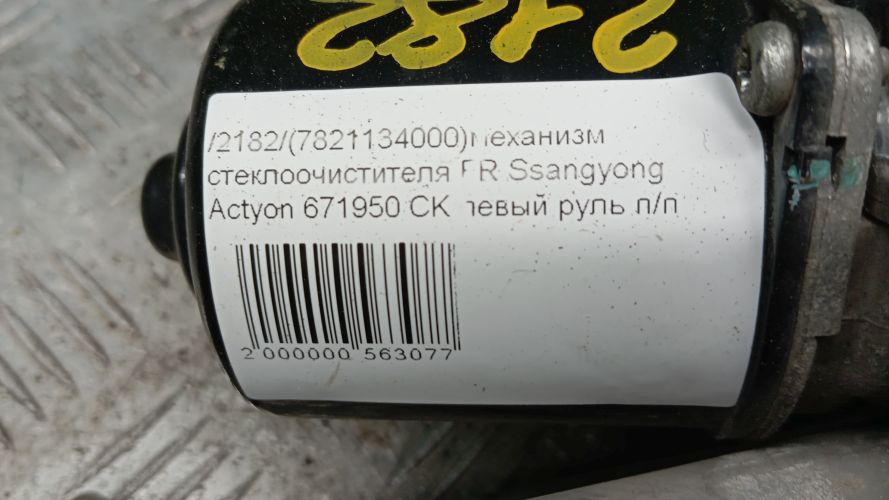 2182
/2182/(7821134000)механизм
стеклоочистителя FR Ssangyong
Actyon 671950 CK левый руль п/п
2 000000 563077